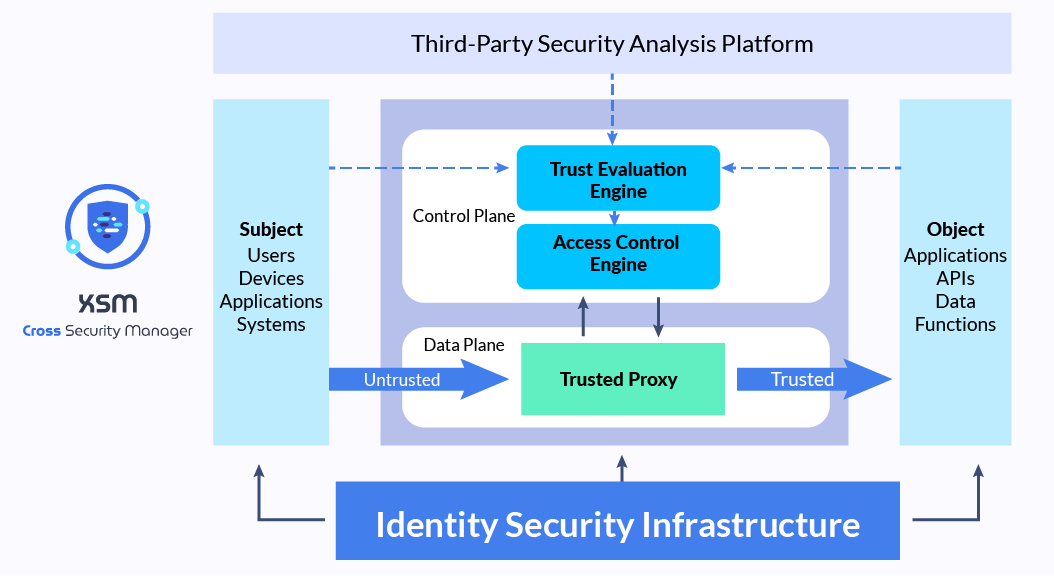 Third-Party Security Analysis Platform
Trust Evaluation
Engine
Control Plane
Access Control
Engine
Subject
Users
Devices
Applications
Systems
Object
Applications
APIs
Data
Functions
XSM
Cross Security Manager
Data Plane
Untrusted
Trusted Proxy
Trusted
Identity Security Infrastructure